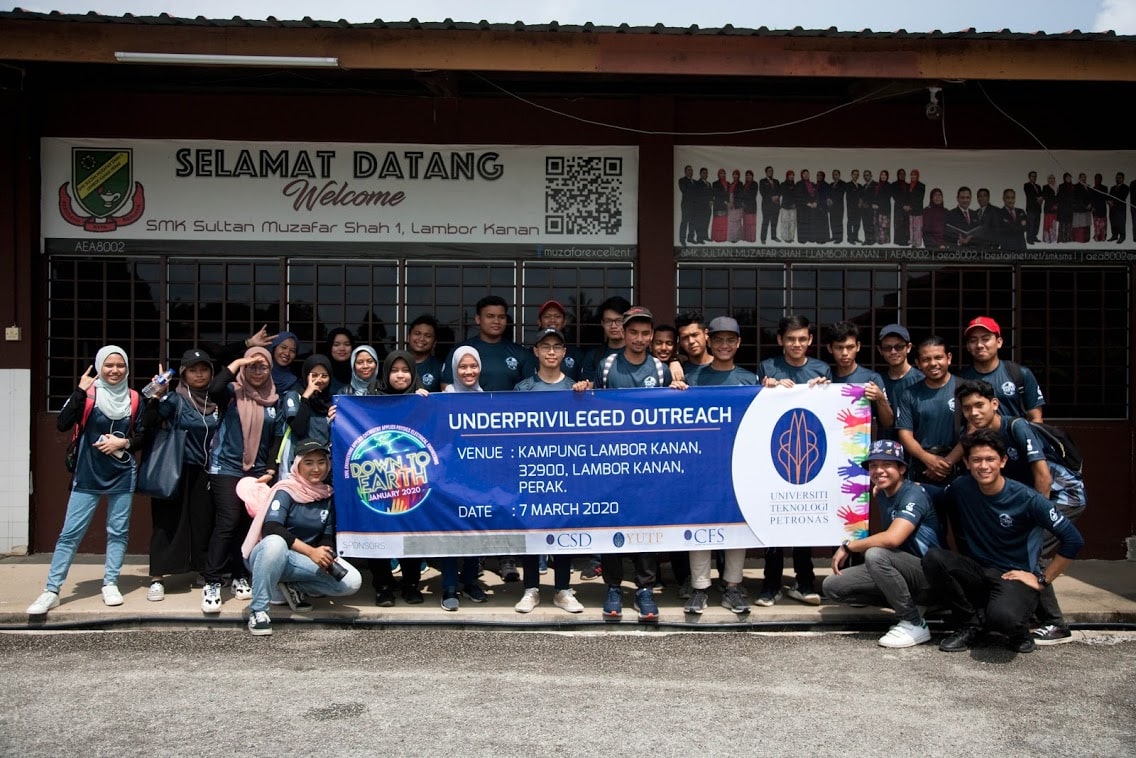 SELAMAT DATANG
Welcome
SMK Sultan Muzafar Shah 1, Lambor Kanan
AEA8002
muzafarexcellent
SMK SULTAN MUZAFAR SHAH 1 LAMBOR KANAN | AEA8002 |
UNDERPRIVILEGED OUTREACH
VENUE : KAMPUNG LAMBOR KANAN,
32900, LAMBOR KANAN,
PERAK.
DATE : 7 MARCH 2020
DOWN TO
EARTH
JANUARY 2020
UNIVERSITI
TEKNOLOGI
PETRONAS
SPONSORS
CSD
YUTP
CFS